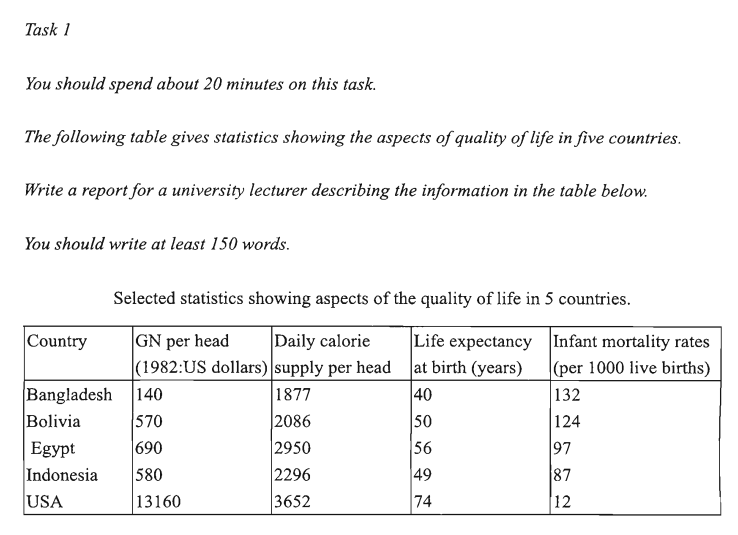 Task 1
You should spend about 20 minutes on this task.
The following table gives statistics showing the aspects of quality of life in five countries.
Write a report for a university lecturer describing the information in the table below.
You should write at least 150 words.
Selected statistics showing aspects of the quality of life in 5 countries.
Country GN per head (1982:US dollars) Daily calorie supply per head Life expectancy at birth (years) Infant mortality rates (per 1000 live births)
Bangladesh 140 1877 40 132
Bolivia 570 2086 50 124
Egypt 690 2950 56 97
Indonesia 580 2296 49 87
USA 13160 3652 74 12